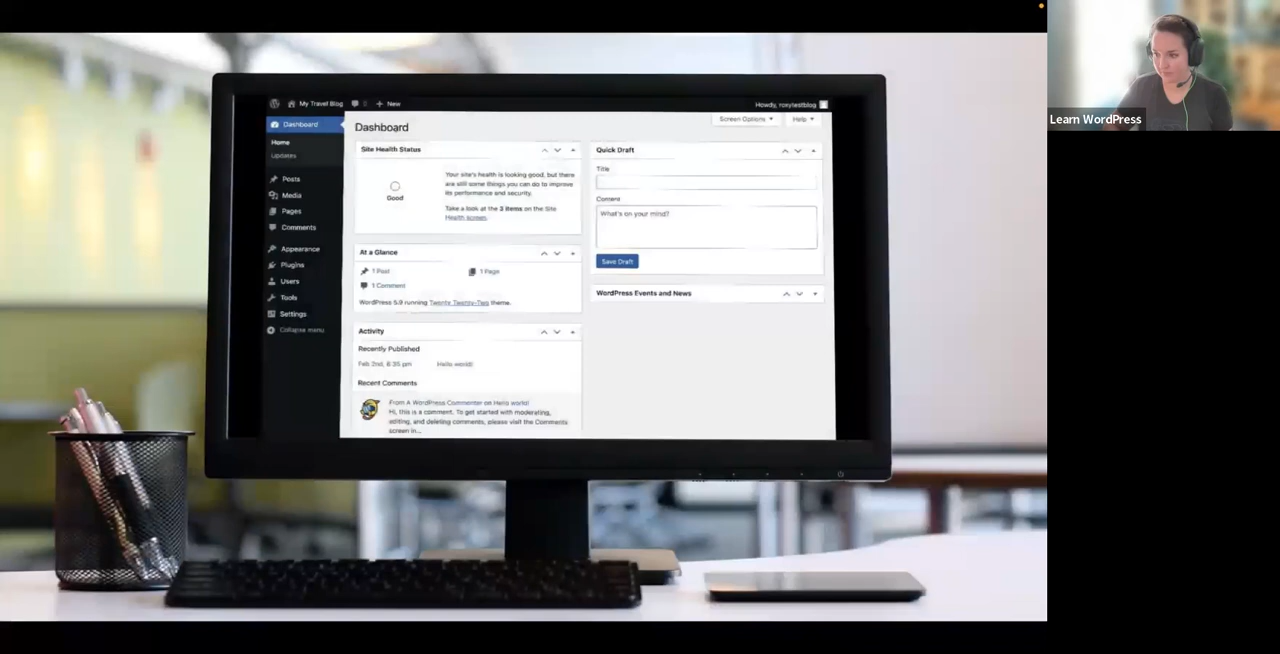 My Travel Blog
0
New
Howdy, roxytestblog
Dashboard
Home
Updates
Posts
Media
Pages
Comments
Appearance
Plugins
Users
Tools
Settings
Collapse menu
Dashboard
Screen Options
Help
Site Health Status
Good
Your site's health is looking good, but there
are still some things you can do to improve
its performance and security.
Take a look at the 3 items on the Site
Health screen.
At a Glance
1 Post
1 Page
1 Comment
WordPress 5.9 running Twenty Twenty-Two theme.
Activity
Recently Published
Feb 2nd, 6:35 pm
Hello world!
Recent Comments
From A WordPress Commenter on Hello world!
Hi, this is a comment. To get started with moderating,
editing, and deleting comments, please visit the Comments
screen in...
Quick Draft
Title
Content
What's on your mind?
Save Draft
WordPress Events and News
Learn WordPress